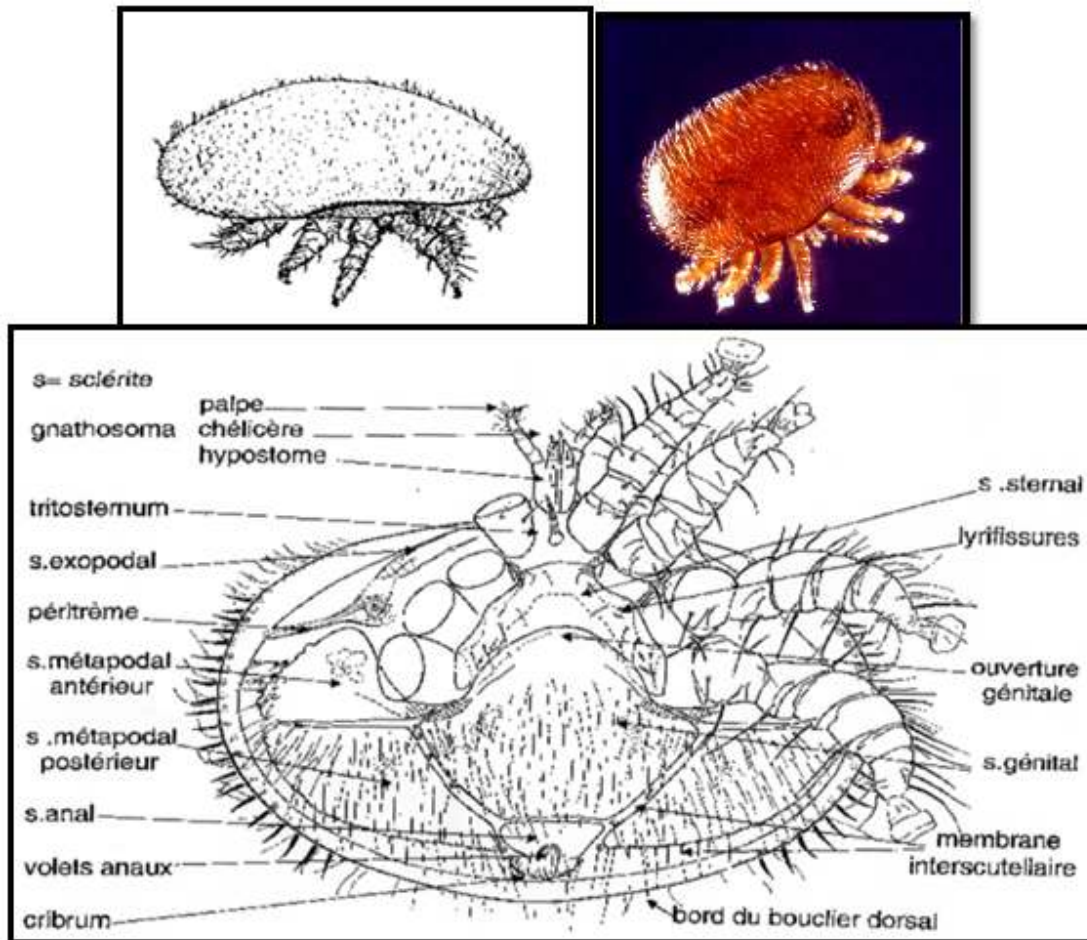 s= sclérite
palpe
gnathosoma chélicère
hypostome
tritosternum
s.exopodal
péritrème
s.métapodal
antérieur
s .métapodal
postérieur
s.anal
volets anaux
cribrum
s .sternal
lyrifissures
ouverture
génitale
s.génital
membrane
interscutellaire
bord du bouclier dorsal